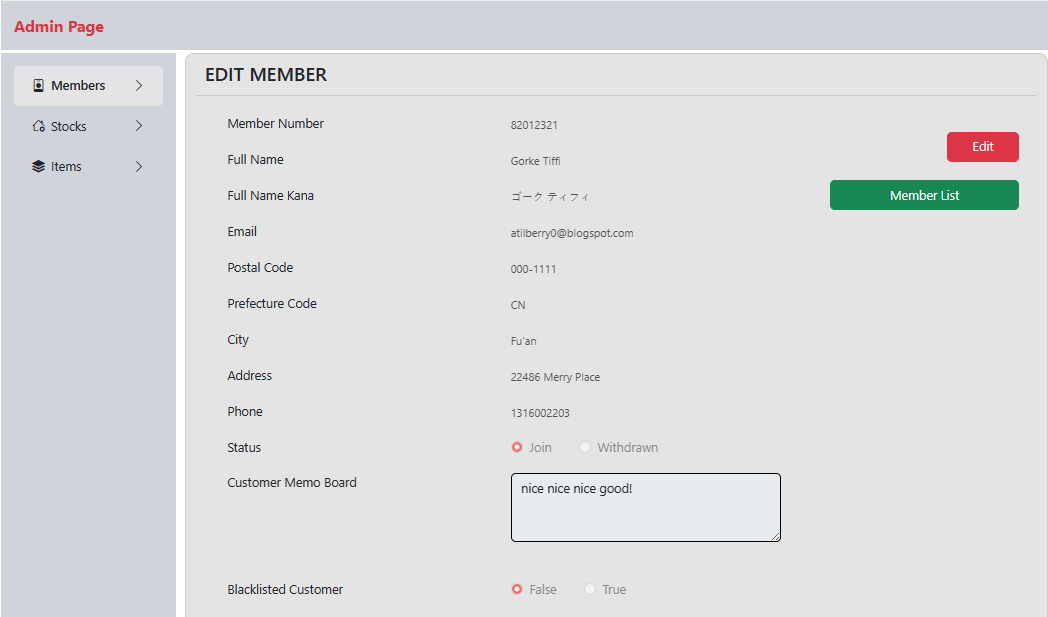 Admin Page
Members
Stocks
Items
EDIT MEMBER
Member Number 82012321
Edit
Full Name Gorke Tiffi
Full Name Kana ゴーク ティフィ
Member List
Email atilberry0@blogspot.com
Postal Code 000-1111
Prefecture Code CN
City Fu'an
Address 22486 Merry Place
Phone 1316002203
Status Join Withdrawn
Customer Memo Board nice nice nice good!
Blacklisted Customer False True